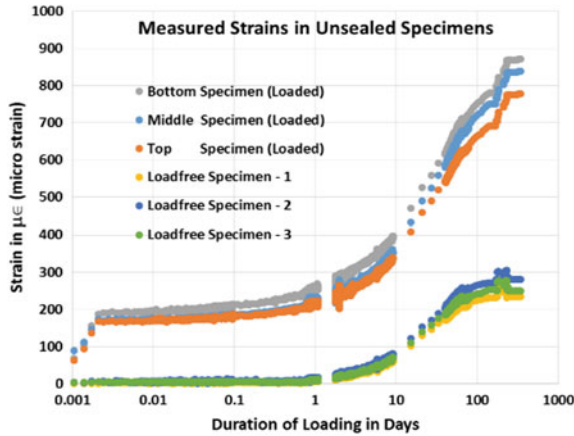 Measured Strains in Unsealed Specimens
Strain in με (micro strain)
1000
900
800
700
600
500
400
300
200
100
0
Bottom Specimen (Loaded)
Middle Specimen (Loaded)
Top Specimen (Loaded)
Loadfree Specimen - 1
Loadfree Specimen - 2
Loadfree Specimen - 3
0.001 0.01 0.1 1 10 100 1000
Duration of Loading in Days